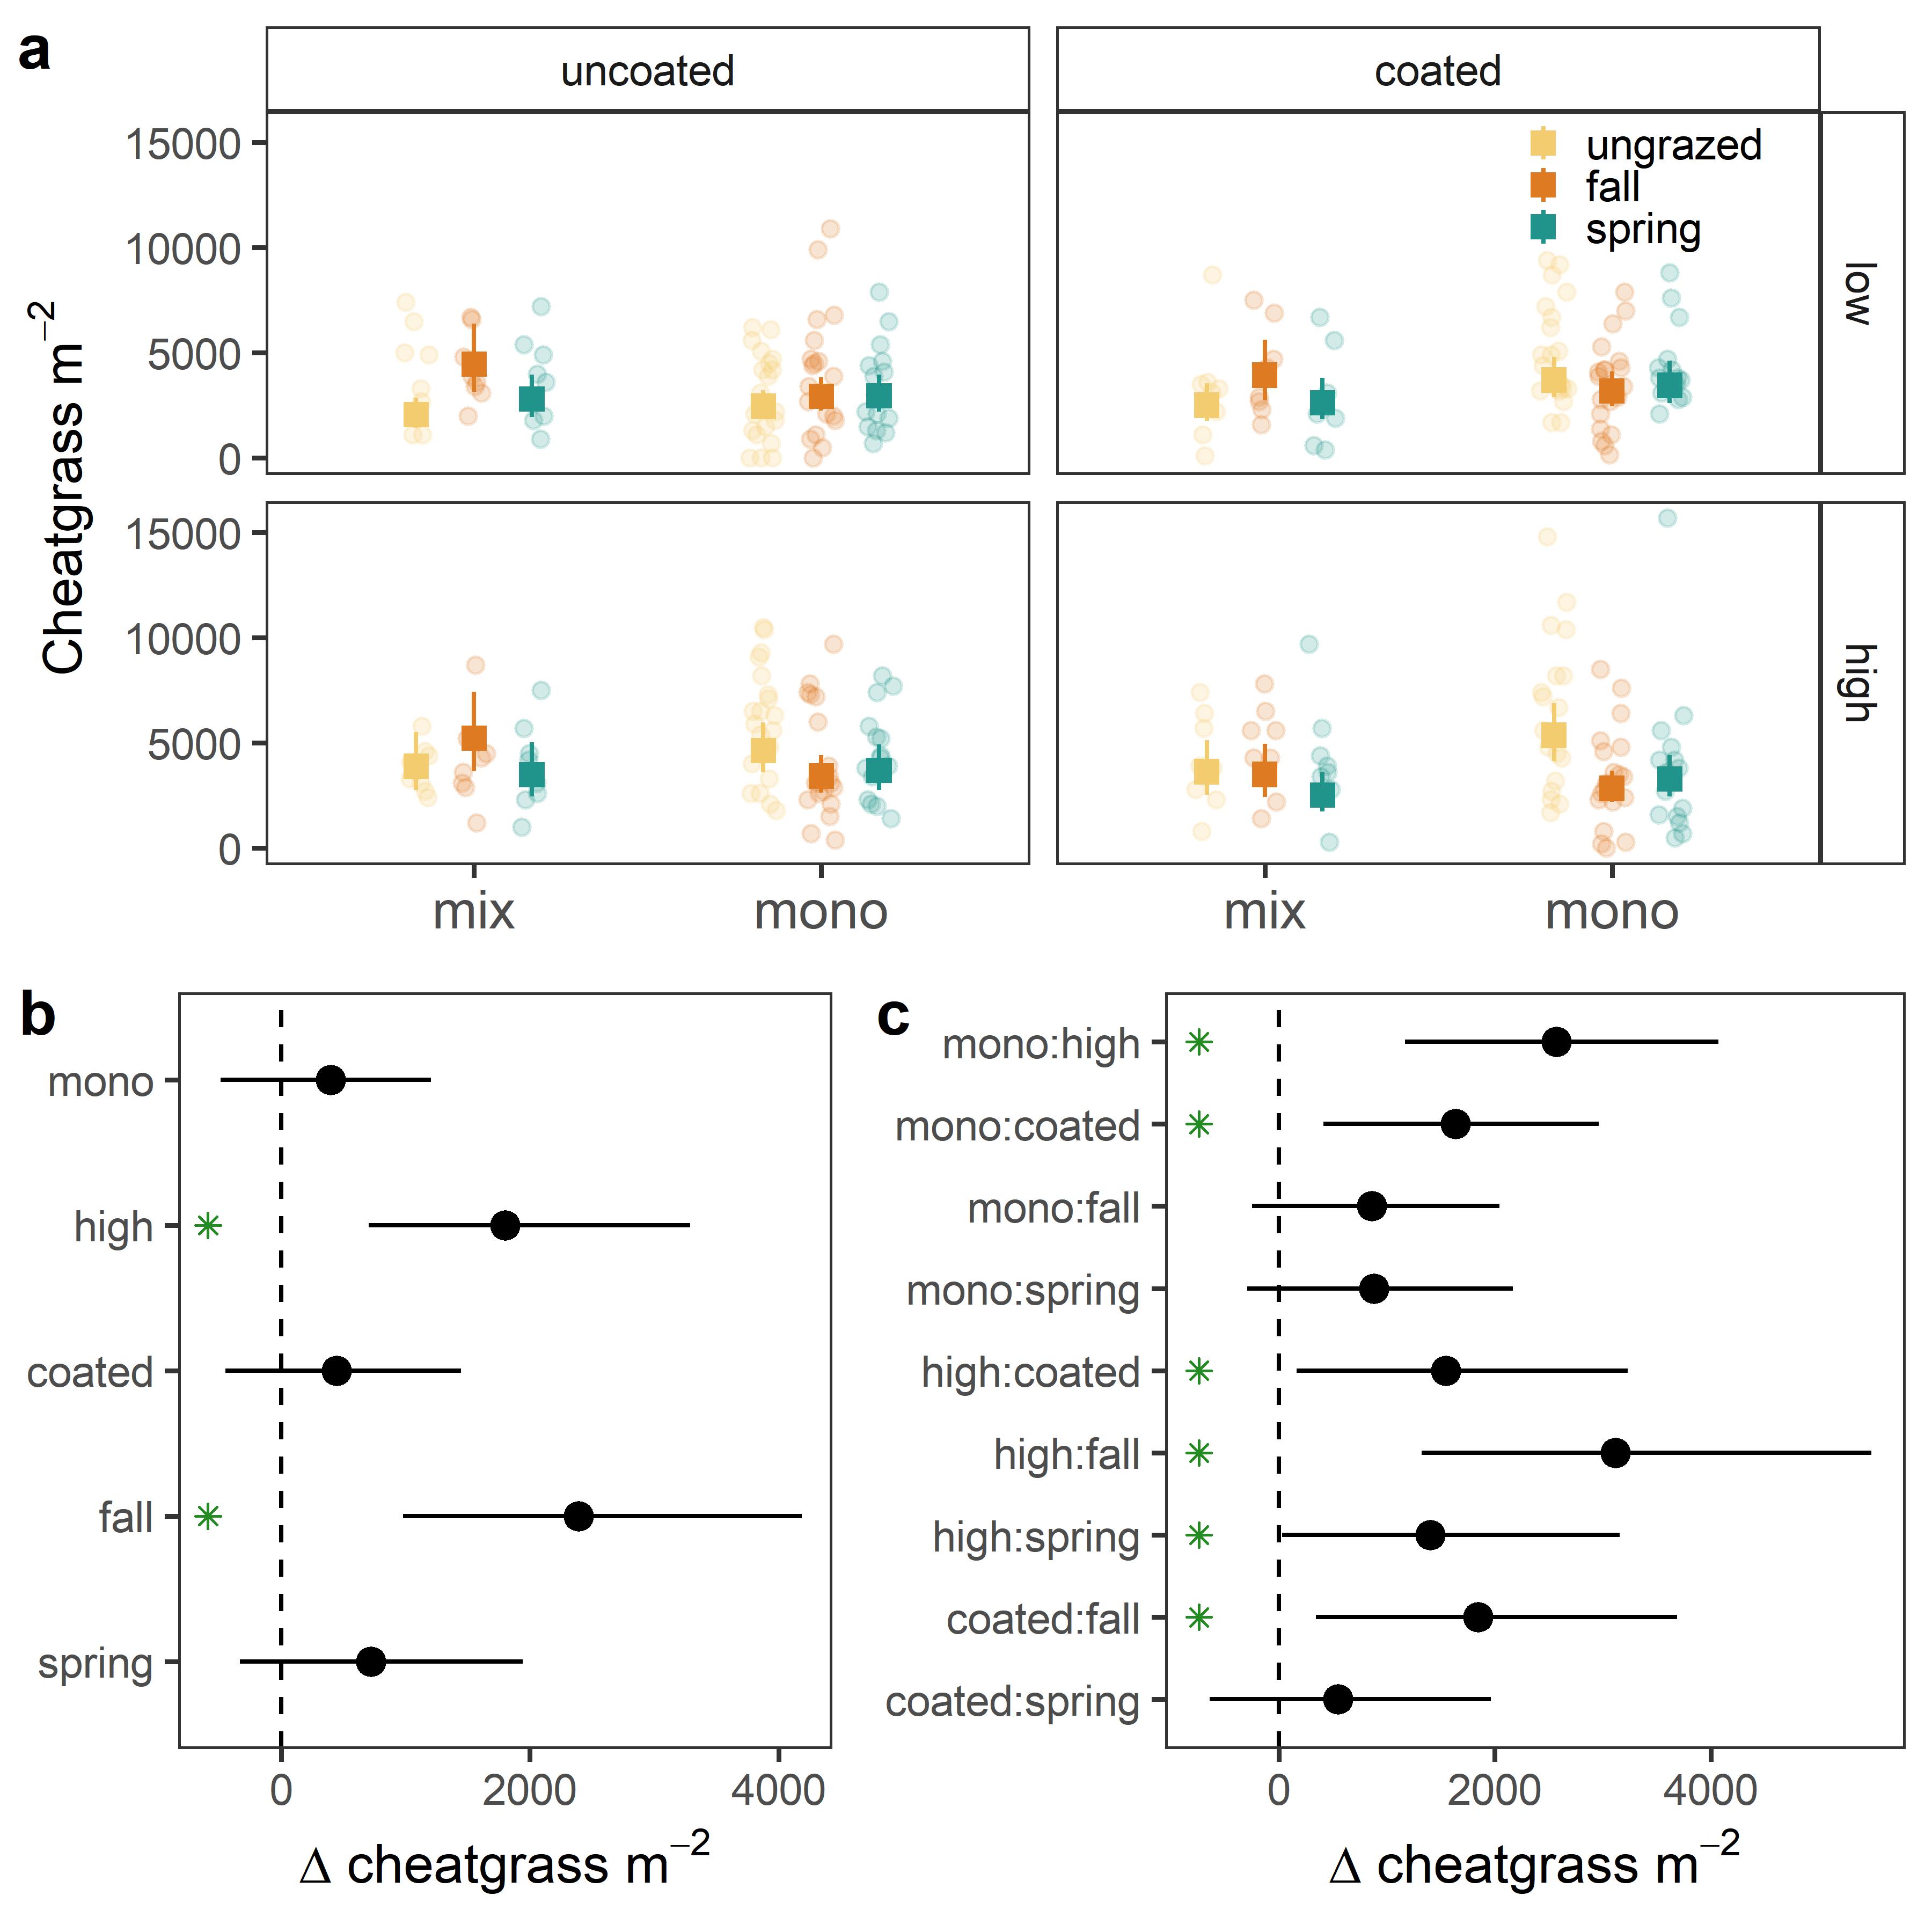 a
uncoated
coated
15000
10000
5000
0
ungrazed
fall
spring
low
Cheatgrass m⁻²
15000
10000
5000
0
high
mix
mono
mix
mono
b
mono
high
coated
fall
spring
0
2000
4000
Δ cheatgrass m⁻²
c
mono:high
mono:coated
mono:fall
mono:spring
high:coated
high:fall
high:spring
coated:fall
coated:spring
0
2000
4000
Δ cheatgrass m⁻²